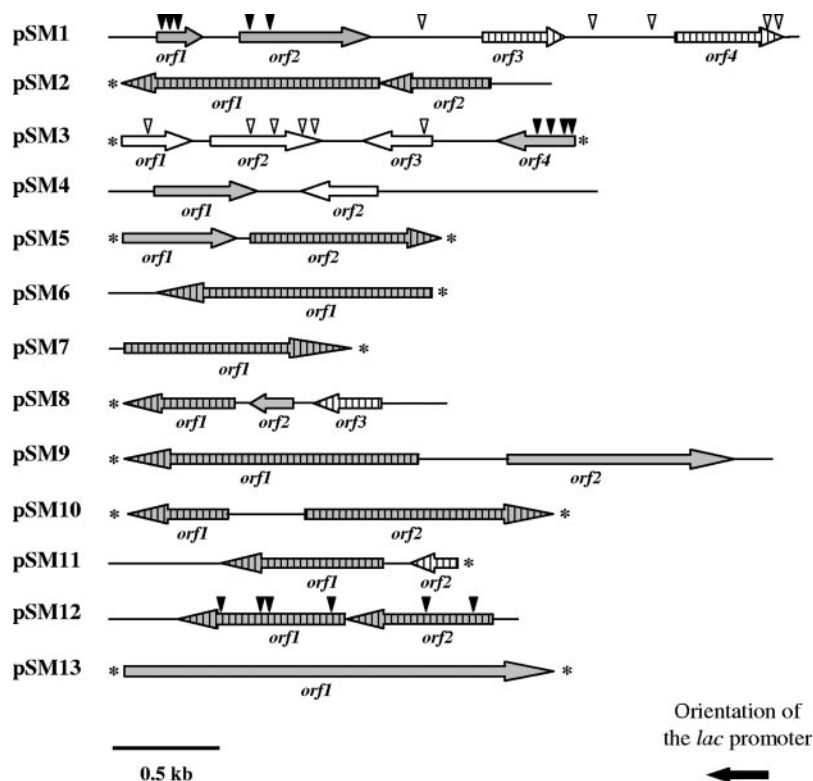 pSM1
orf1 orf2 orf3 orf4
pSM2
* orf1 orf2
pSM3
* orf1 orf2 orf3 orf4 *
pSM4
orf1 orf2
pSM5
* orf1 orf2 *
pSM6
orf1 *
pSM7
orf1 *
pSM8
* orf1 orf2 orf3
pSM9
* orf1 orf2
pSM10
* orf1 orf2 *
pSM11
orf1 orf2 *
pSM12
orf1 orf2
pSM13
* orf1 *
0.5 kb
Orientation of
the lac promoter